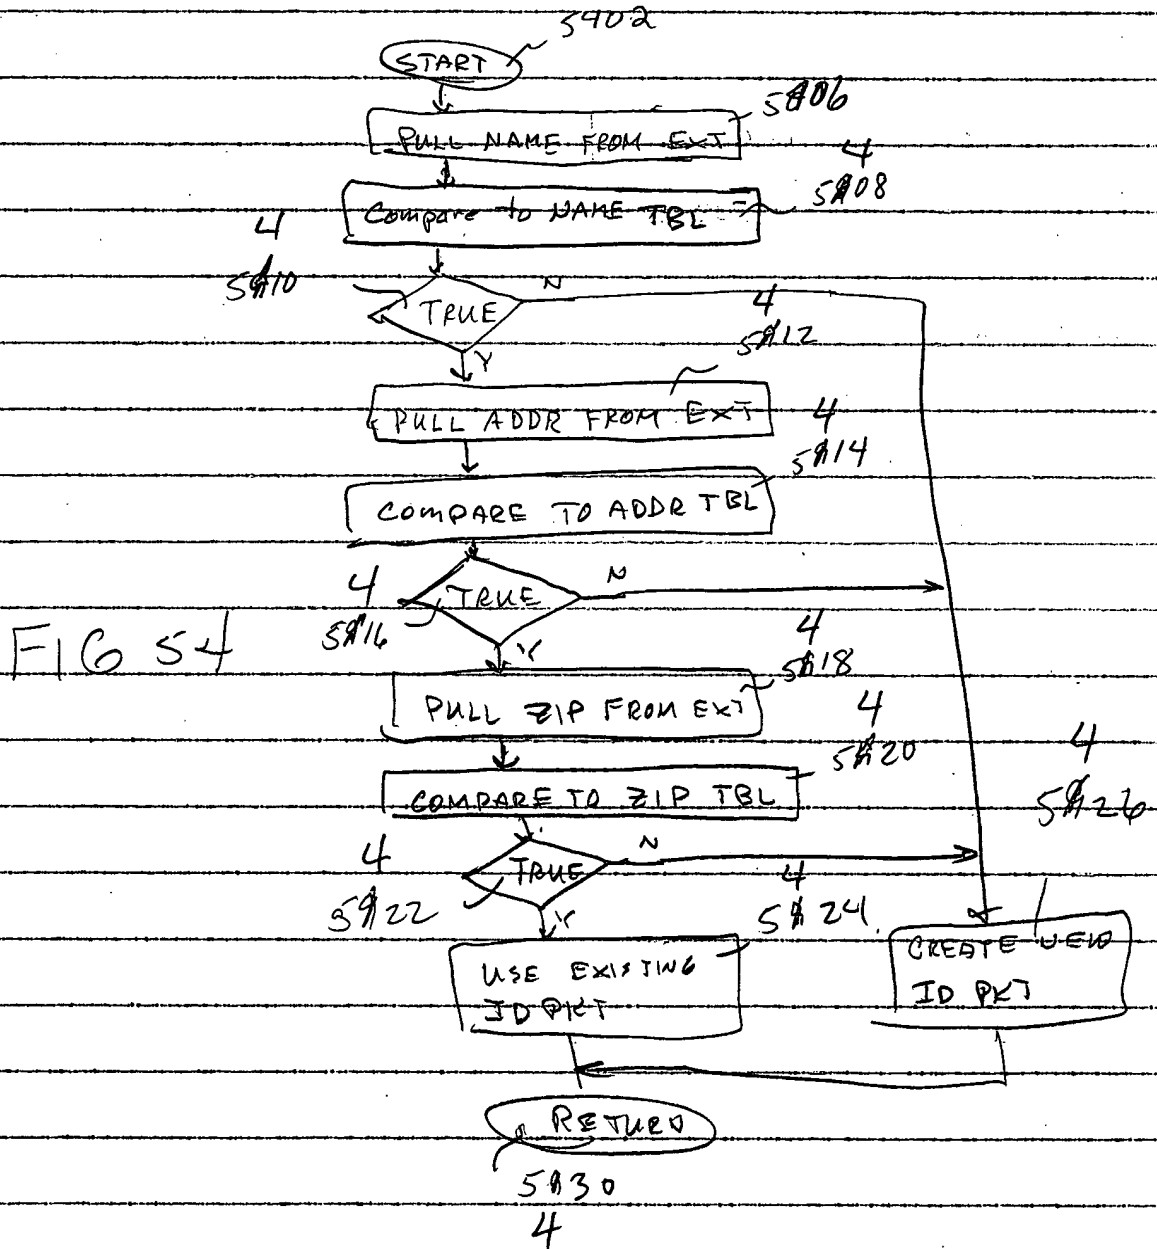 5402
START
5406
PULL NAME FROM EXT
4
5408
Compare to NAME TBL
4
5410
N
TRUE
4
5412
Y
PULL ADDR FROM EXT
4
5414
COMPARE TO ADDR TBL
N
4
TRUE
5416
4
5418
FIG 54
Y
PULL ZIP FROM EXT
4
5420
4
5426
COMPARE TO ZIP TBL
N
4
TRUE
4
5422
5424
Y
USE EXISTING
ID PKT
CREATE NEW
ID PKT
RETURN
5430
4